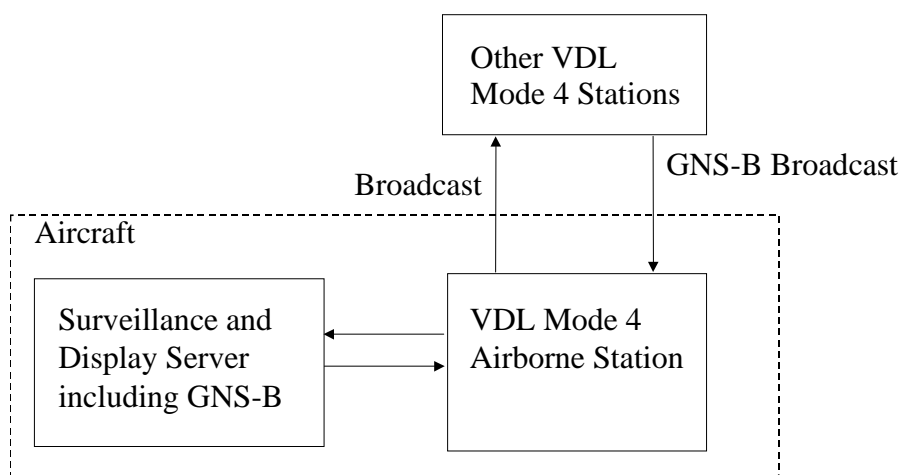 Other VDL
Mode 4 Stations
GNS-B Broadcast
Broadcast
Aircraft
Surveillance and
Display Server
including GNS-B
VDL Mode 4
Airborne Station